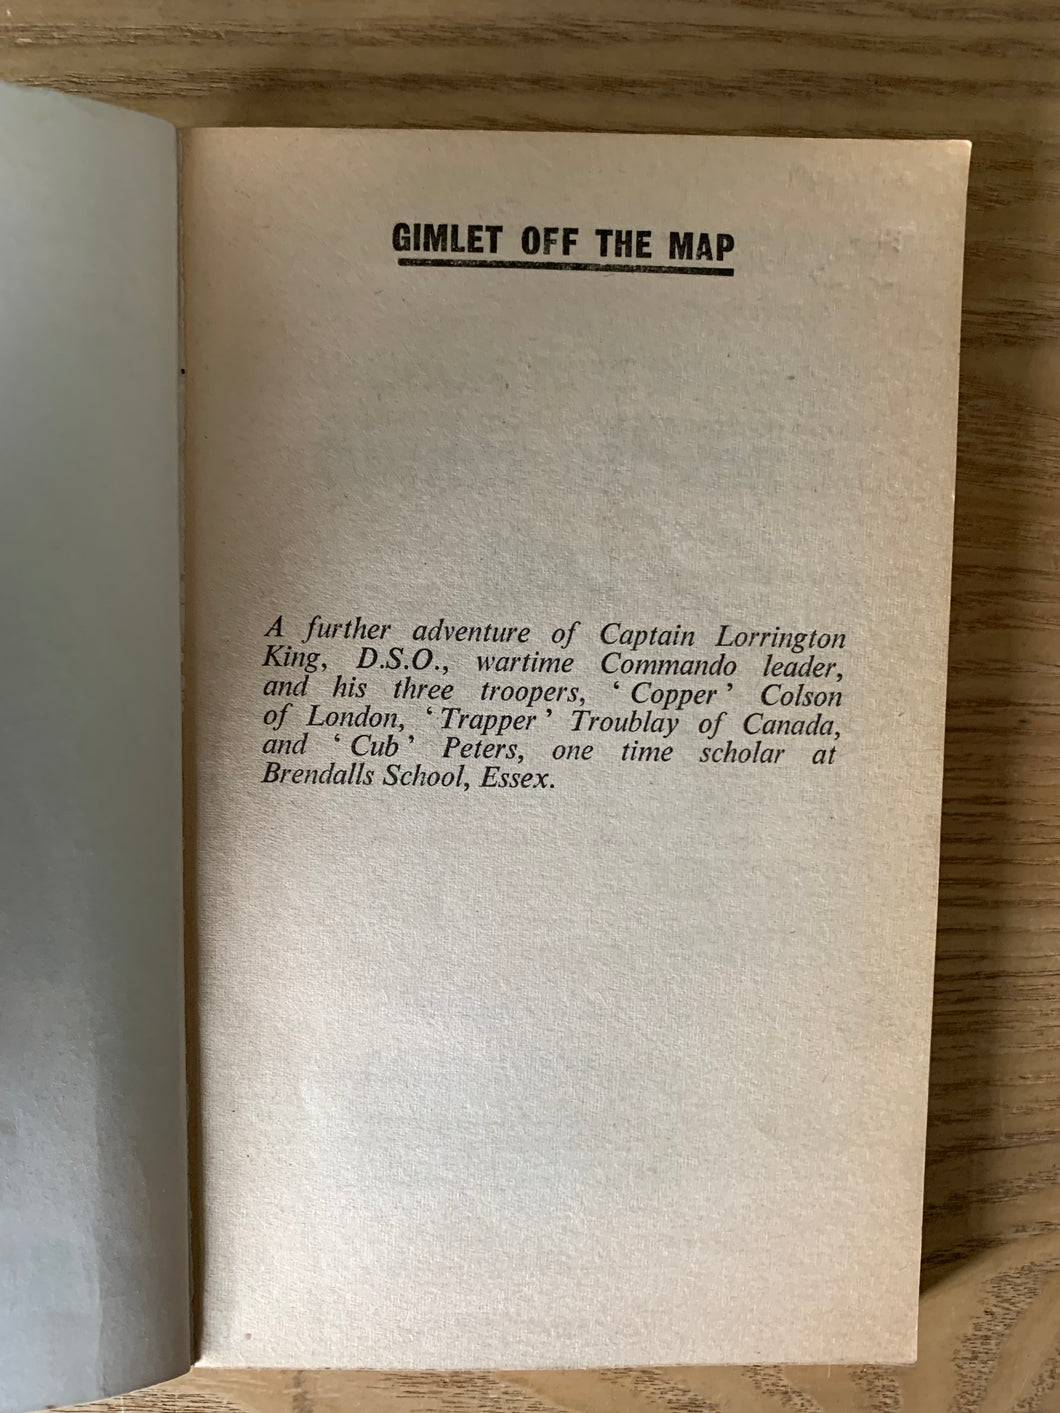 GIMLET OFF THE MAP
A further adventure of Captain Lorrington
King, D.S.O., wartime Commando leader,
and his three troopers, ‘ Copper ’ Colson
of London, ‘ Trapper ’ Troublay of Canada,
and ‘ Cub ’ Peters, one time scholar at
Brendalls School, Essex.